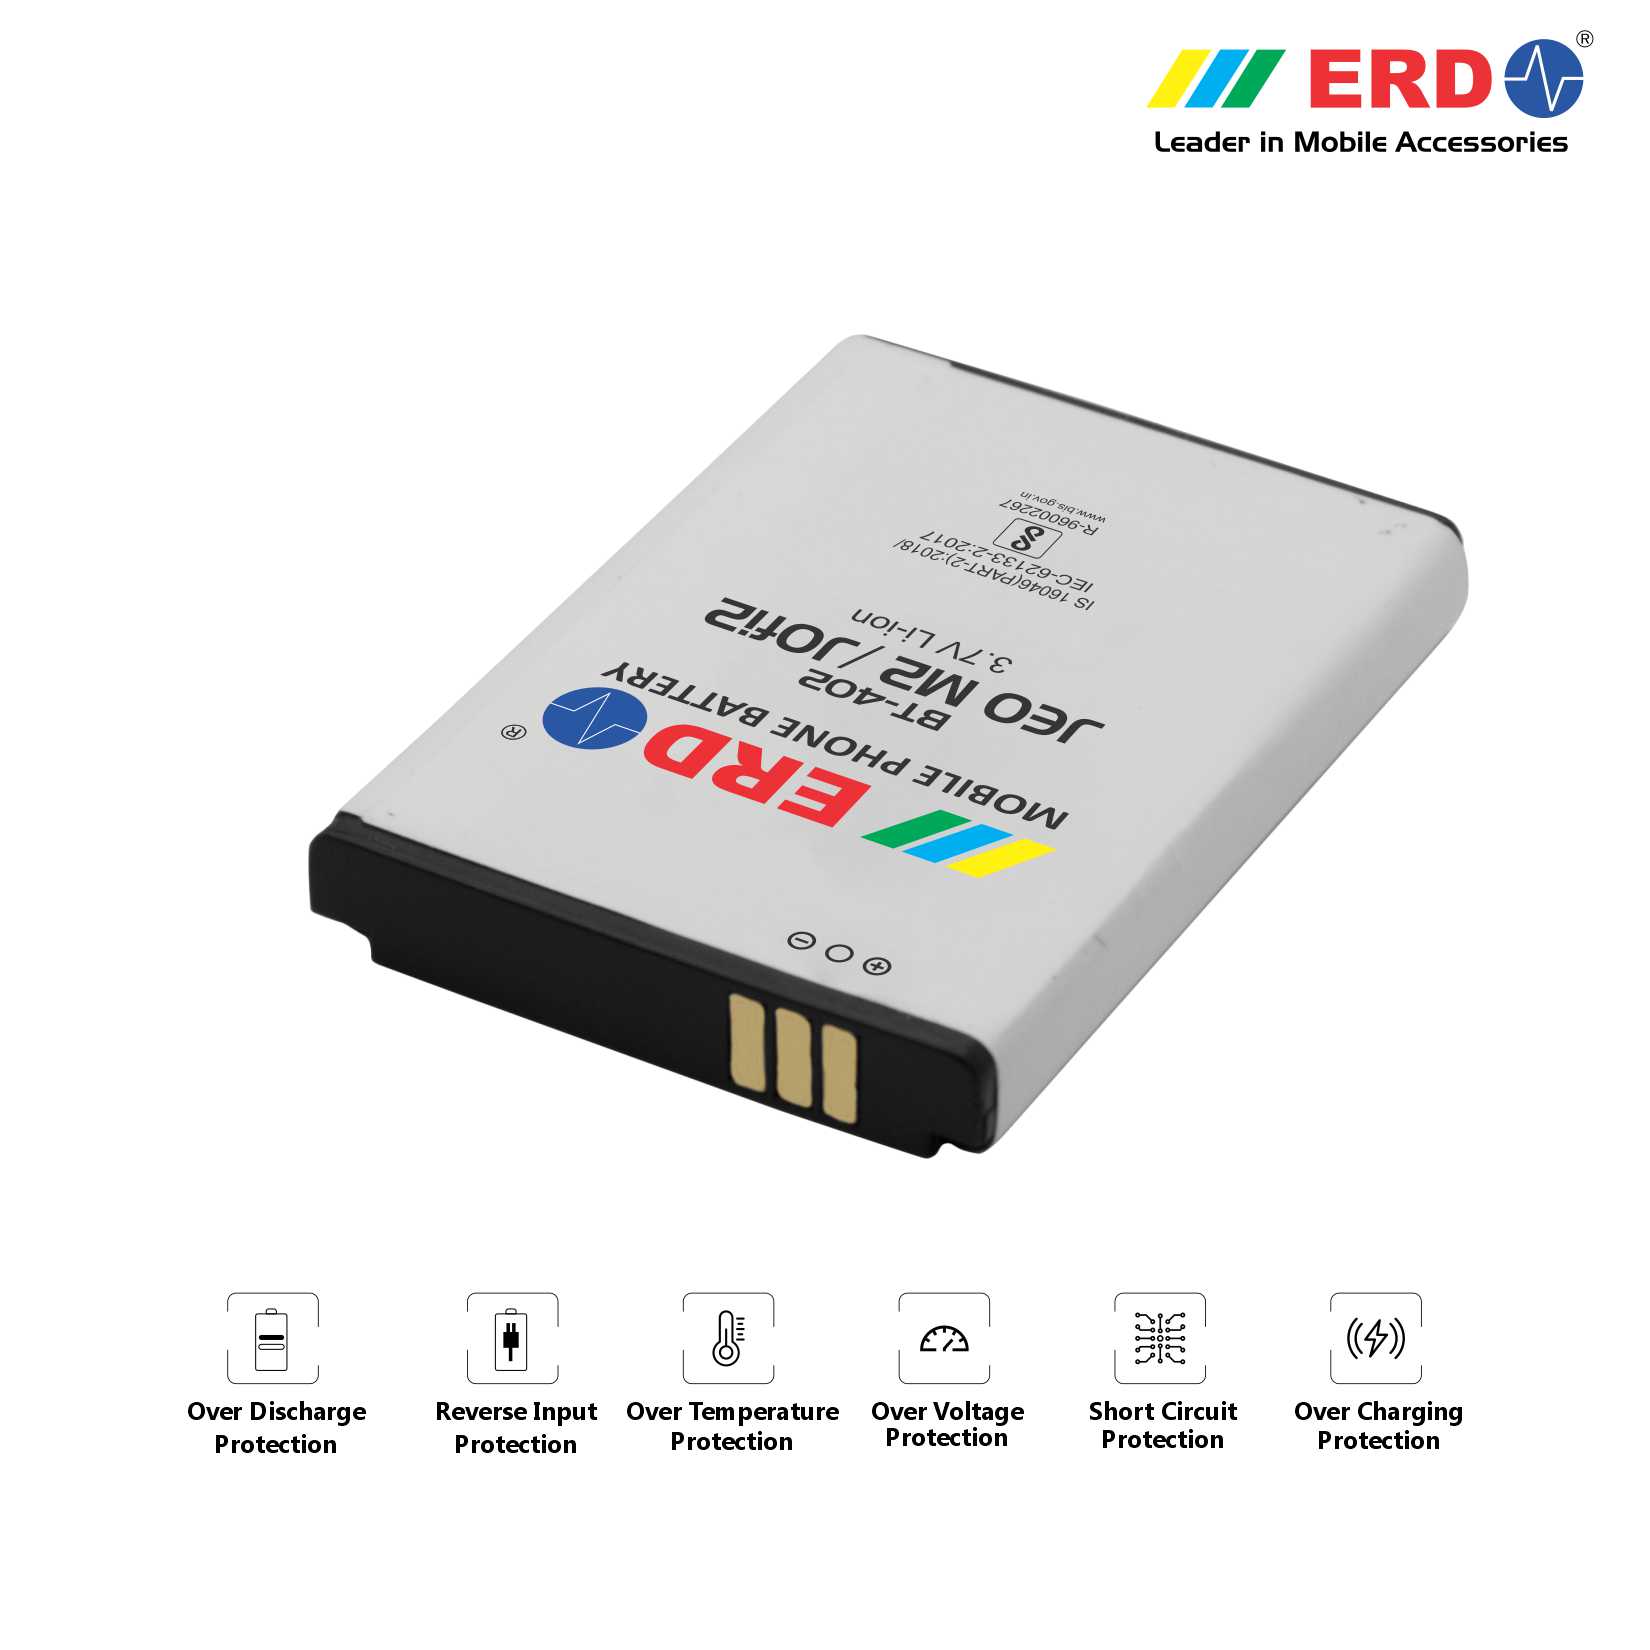 ERD ®
Leader in Mobile Accessories
ERD ®
MOBILE PHONE BATTERY
BT-402
JEO M2 / JOfi2
3.7V Li-ion
IS 16046(PART-2):2018/
IEC-62133-2:2017
R-96002267
www.bis.gov.in
Over Discharge
Protection
Reverse Input
Protection
Over Temperature
Protection
Over Voltage
Protection
Short Circuit
Protection
Over Charging
Protection